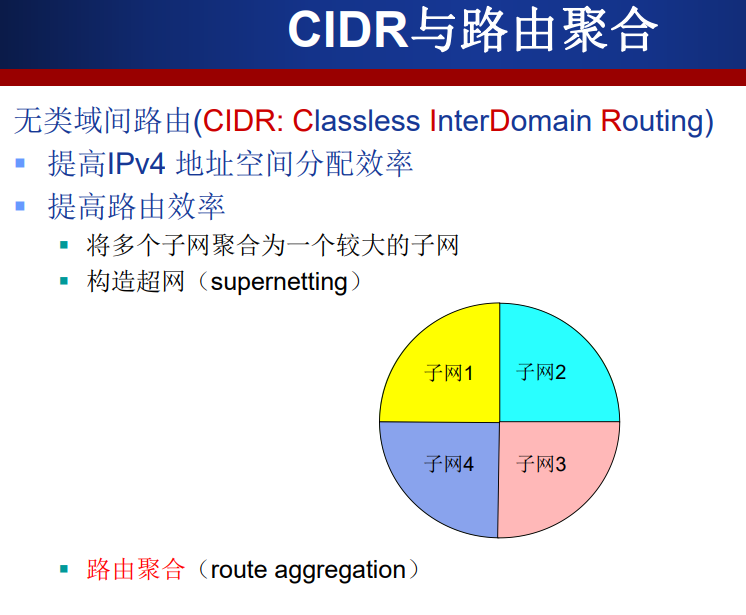 CIDR与路由聚合
无类域间路由(CIDR: Classless InterDomain Routing)
提高IPv4 地址空间分配效率
提高路由效率
将多个子网聚合为一个较大的子网
构造超网（supernetting）
子网1
子网2
子网4
子网3
路由聚合（route aggregation）